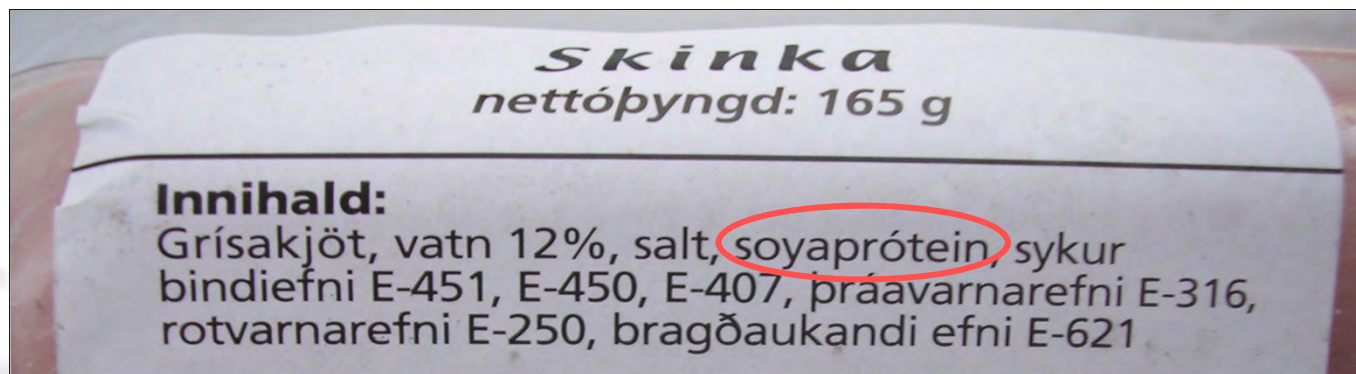 Skinka
nettóþyngd: 165 g
Innihald:
Grísakjöt, vatn 12%, salt, soyaprótein, sykur
bindiefni E-451, E-450, E-407, þráavarnarefni E-316,
rotvarnarefni E-250, bragðaukandi efni E-621